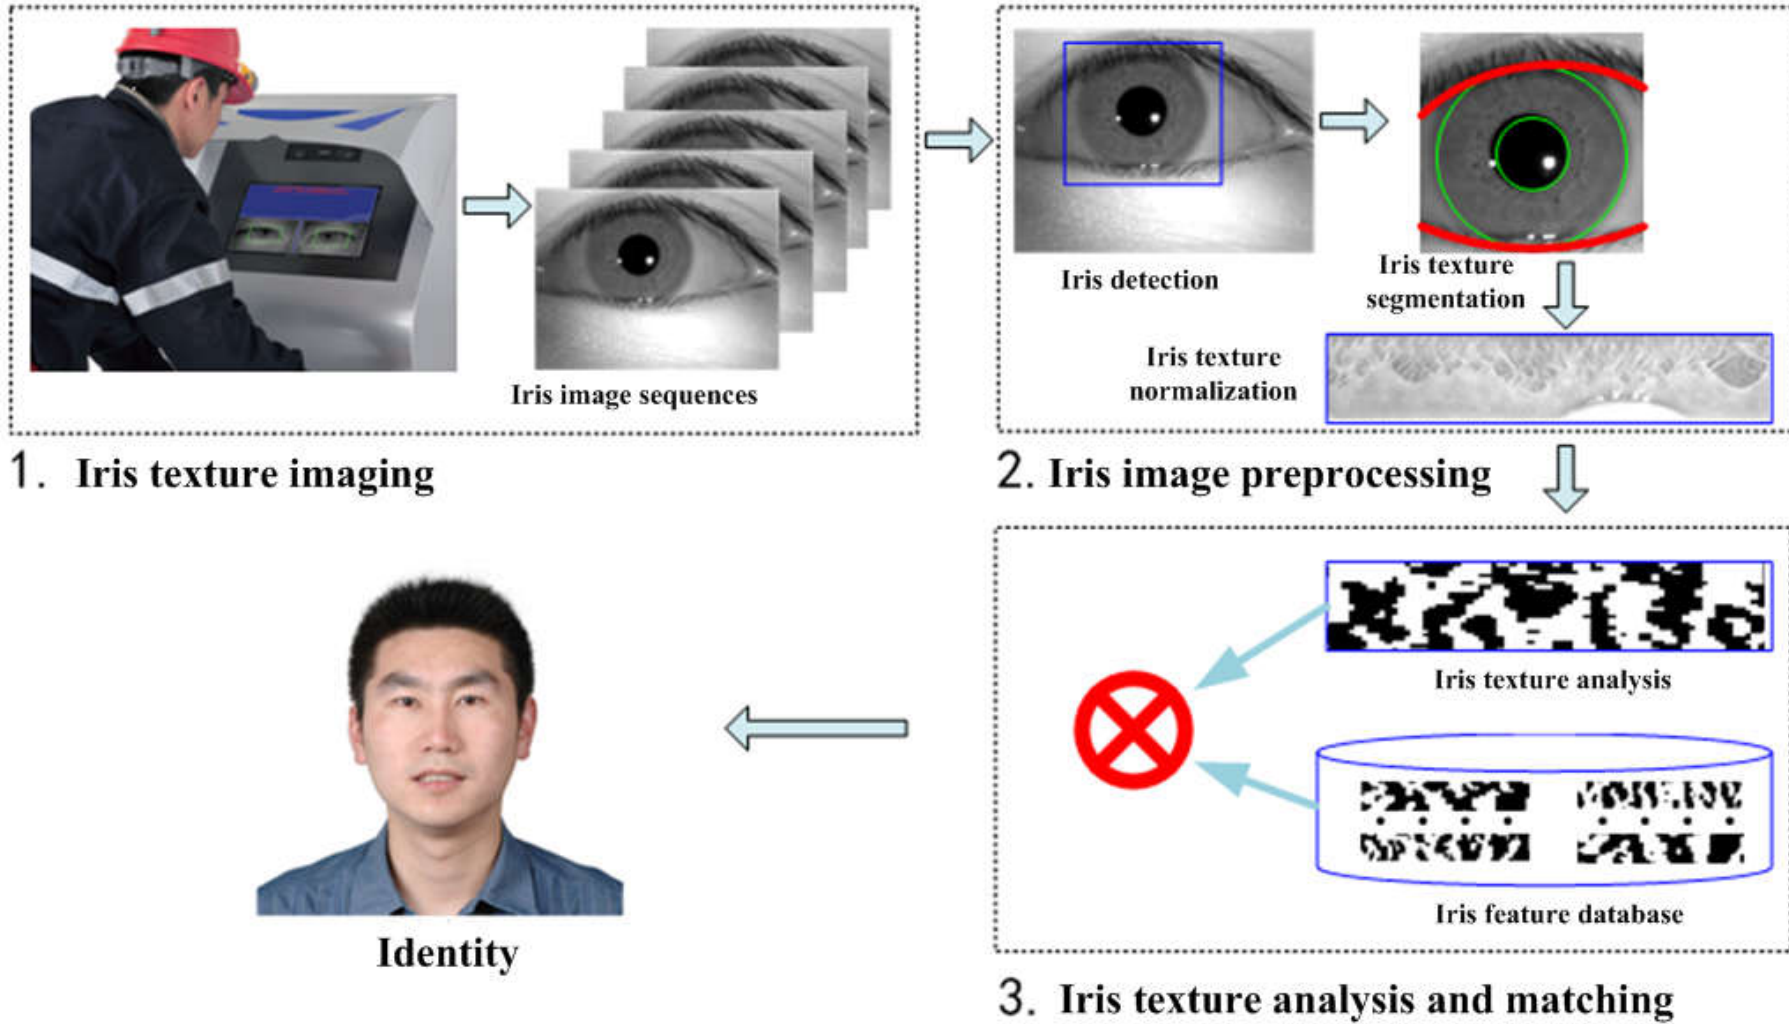 Iris image sequences
1. Iris texture imaging
Iris detection
Iris texture
segmentation
Iris texture
normalization
2. Iris image preprocessing
Iris texture analysis
Iris feature database
3. Iris texture analysis and matching
Identity